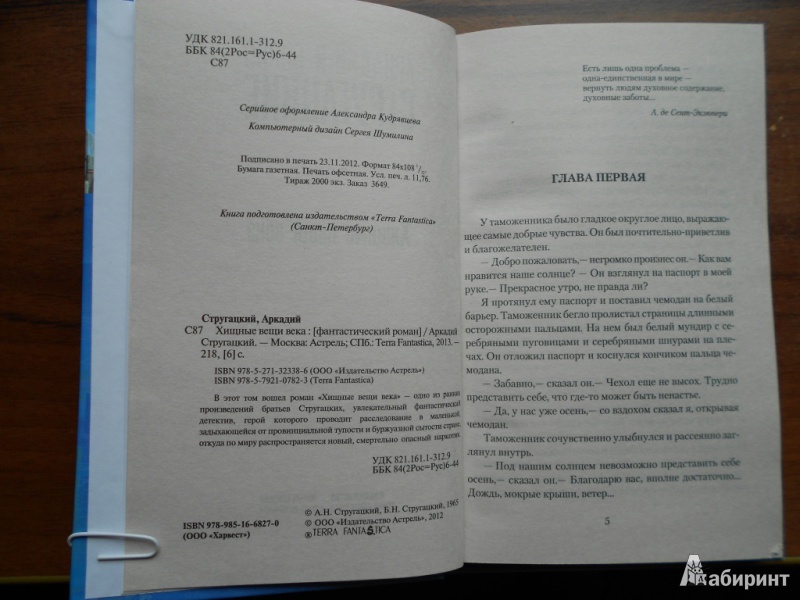 УДК 821.161.1-312.9
ББК 84(2Рос=Рус)6-44
С87
Серийное оформление Александра Кудрявцева
Компьютерный дизайн Сергея Шумилина
Подписано в печать 23.11.2012. Формат 84x108 1/32.
Бумага газетная. Печать офсетная. Усл. печ. л. 11,76.
Тираж 2000 экз. Заказ 3649.
Книга подготовлена издательством «Terra Fantastica»
(Санкт-Петербург)
Стругацкий, Аркадий
С87 Хищные вещи века : [фантастический роман] / Аркадий
Стругацкий. — Москва: Астрель; СПб.: Terra Fantastica, 2013. —
218, [6] с.
ISBN 978-5-271-32338-6 (ООО «Издательство Астрель»)
ISBN 978-5-7921-0782-3 (Terra Fantastica)
В этот том вошел роман «Хищные вещи века» — одно из ранних
произведений братьев Стругацких, увлекательный фантастический
детектив, герой которого проводит расследование в маленькой,
задыхающейся от провинциальной тупости и буржуазной сытости стране,
откуда по миру распространяется новый, смертельно опасный наркотик.
УДК 821.161.1-312.9
ББК 84(2Рос=Рус)6-44
© А.Н. Стругацкий, Б.Н. Стругацкий, 1965
© ООО «Издательство Астрель», 2012
® TERRA FANTASTICA
ISBN 978-985-16-6827-0
(ООО «Харвест»)
Есть лишь одна проблема —
одна-единственная в мире —
вернуть людям духовное содержание,
духовные заботы...
А. де Сент-Экзюпери
ГЛАВА ПЕРВАЯ
У таможенника было гладкое округлое лицо, выражаю-
щее самые добрые чувства. Он был почтительно-приветлив
и благожелателен.
— Добро пожаловать,— негромко произнес он.— Как вам
нравится наше солнце? — Он взглянул на паспорт в моей
руке.— Прекрасное утро, не правда ли?
Я протянул ему паспорт и поставил чемодан на белый
барьер. Таможенник бегло пролистал страницы длинными
осторожными пальцами. На нем был белый мундир с се-
ребряными пуговицами и серебряными шнурами на пле-
чах. Он отложил паспорт и коснулся кончиком пальца че-
модана.
— Забавно,— сказал он.— Чехол еще не высох. Трудно
представить себе, что где-то может быть ненастье.
— Да, у нас уже осень,— со вздохом сказал я, открывая
чемодан.
Таможенник сочувственно улыбнулся и рассеянно заг-
лянул внутрь.
— Под нашим солнцем невозможно представить себе
осень,— сказал он.— Благодарю вас, вполне достаточно...
Дождь, мокрые крыши, ветер...
5
Лабиринт